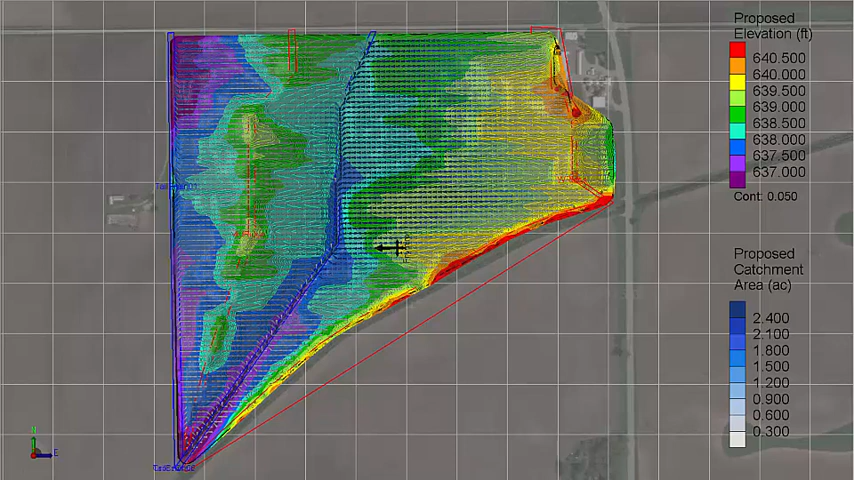 Proposed
Elevation (ft)
640.500
640.000
639.500
639.000
638.500
638.000
637.500
637.000
Cont: 0.050
Proposed
Catchment
Area (ac)
2.400
2.100
1.800
1.500
1.200
0.900
0.600
0.300
N
E